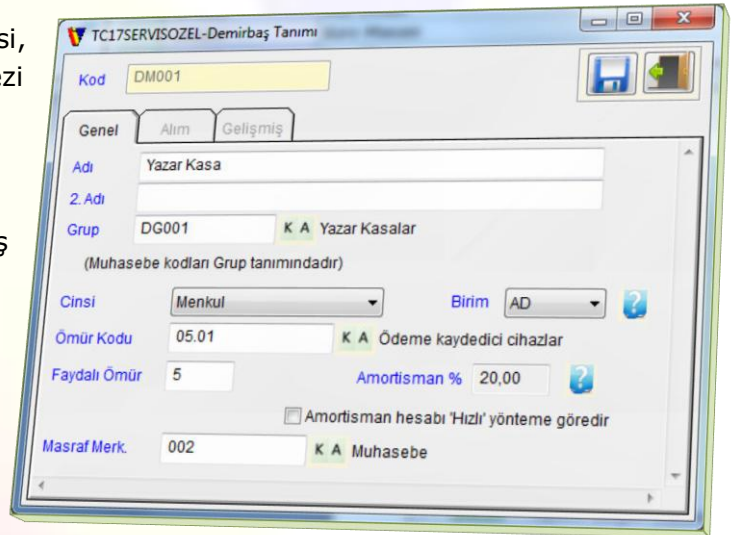 si,
ezi
ş
TC17SERVISOZEL-Demirbaş Tanımı
Kod DM001
Genel Alım Gelişmiş
Adı Yazar Kasa
2. Adı
Grup DG001 K A Yazar Kasalar
(Muhasebe kodları Grup tanımındadır)
Cinsi Menkul Birim AD ?
Ömür Kodu 05.01 K A Ödeme kaydedici cihazlar
Faydalı Ömür 5 Amortisman % 20,00 ?
Amortisman hesabı 'Hızlı' yönteme göredir
Masraf Merk. 002 K A Muhasebe